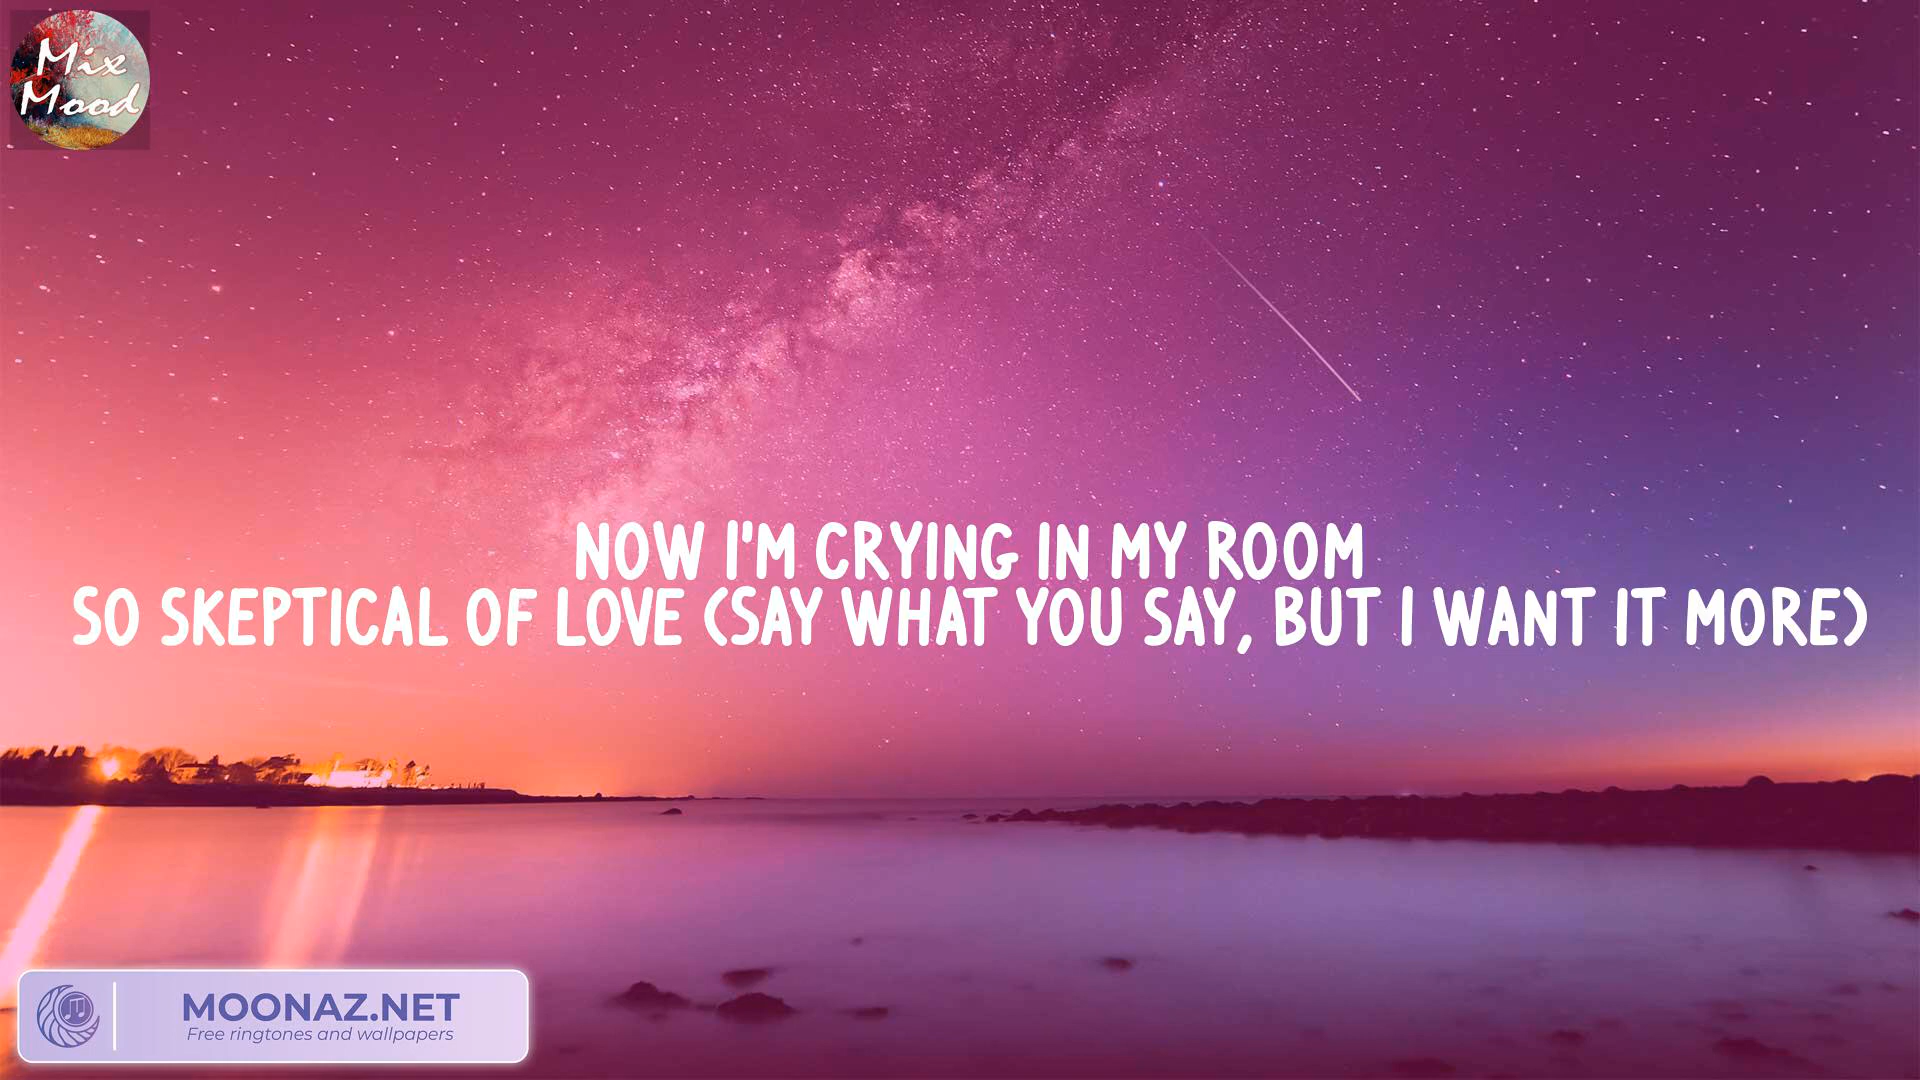 Mix
Mood
NOW I'M CRYING IN MY ROOM
SO SKEPTICAL OF LOVE (SAY WHAT YOU SAY, BUT I WANT IT MORE)
MOONAZ.NET
Free ringtones and wallpapers